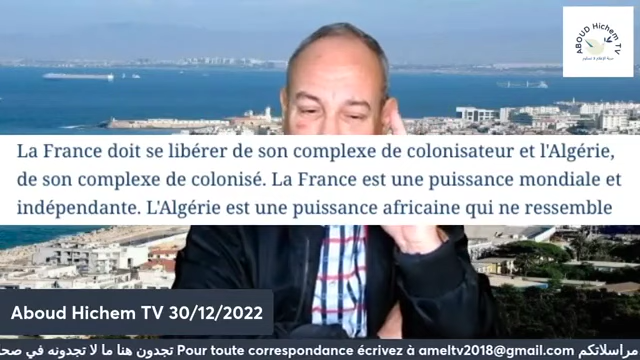 ABOUD Hichem TV
La France doit se libérer de son complexe de colonisateur et l'Algérie,
de son complexe de colonisé. La France est une puissance mondiale et
indépendante. L'Algérie est une puissance africaine qui ne ressemble
Aboud Hichem TV 30/12/2022
تجدون هنا ما لا تجدونه في صحا Pour toute correspondance écrivez à ameltv2018@gmail.com مراسلاتكم